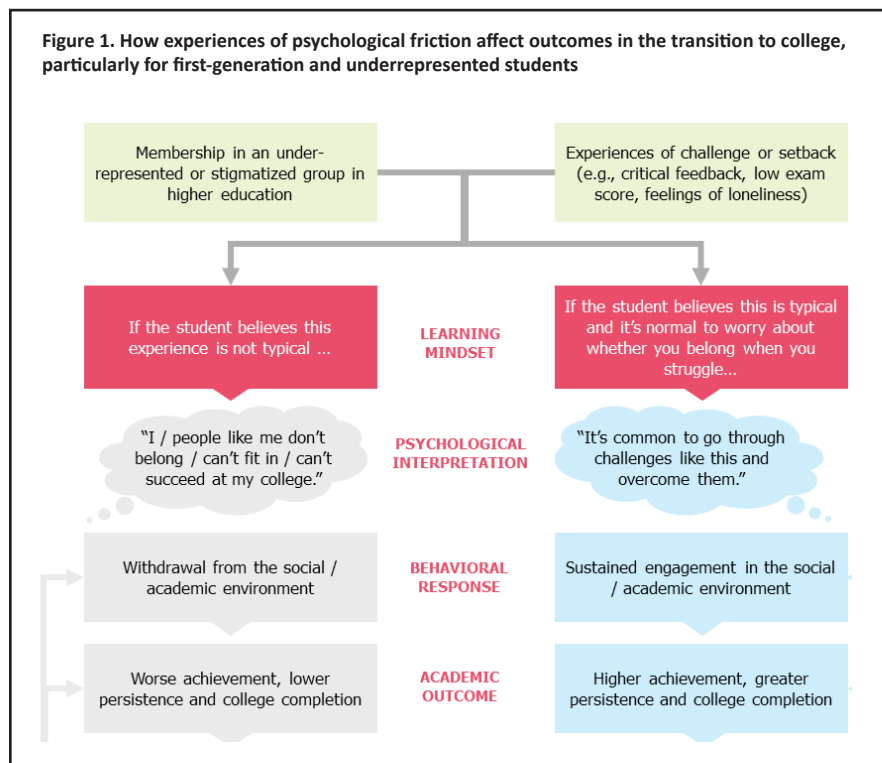 Figure 1. How experiences of psychological friction affect outcomes in the transition to college,
particularly for first-generation and underrepresented students
Membership in an under-
represented or stigmatized group in
higher education
Experiences of challenge or setback
(e.g., critical feedback, low exam
score, feelings of loneliness)
If the student believes this
experience is not typical ...
LEARNING
MINDSET
If the student believes this is typical
and it’s normal to worry about
whether you belong when you
struggle…
“I / people like me don’t
belong / can’t fit in / can’t
succeed at my college.”
PSYCHOLOGICAL
INTERPRETATION
“It’s common to go through
challenges like this and
overcome them.”
Withdrawal from the social /
academic environment
BEHAVIORAL
RESPONSE
Sustained engagement in the social
/ academic environment
Worse achievement, lower
persistence and college completion
ACADEMIC
OUTCOME
Higher achievement, greater
persistence and college completion